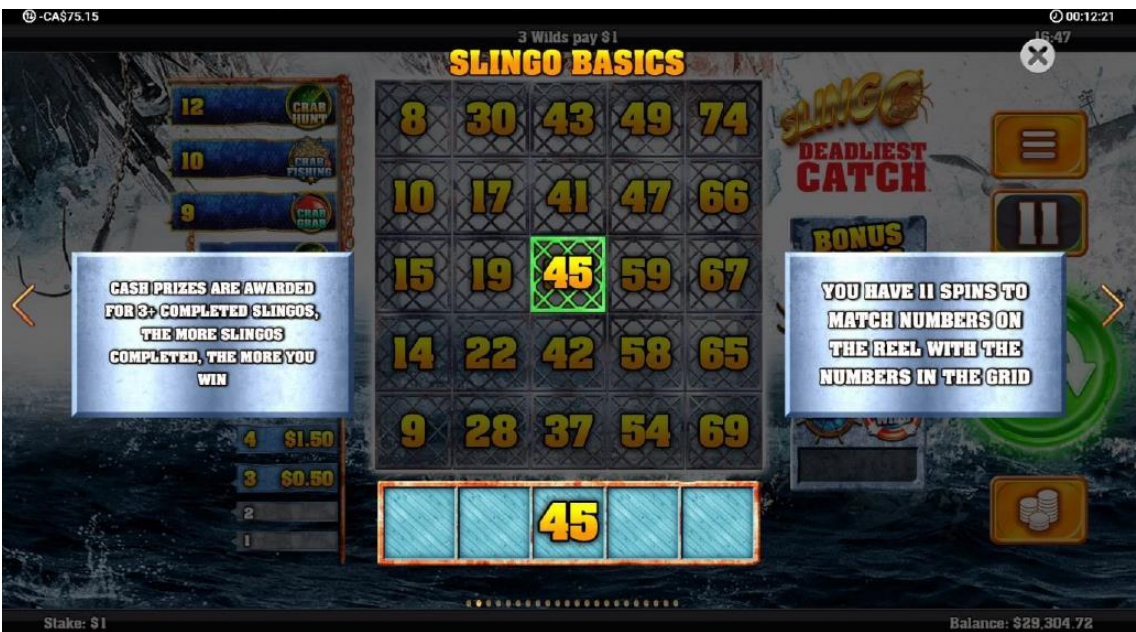 -CA$75.15
00:12:21
3 Wilds pay $1
16:47
SLINGO BASICS
12 CRAB HUNT
10 CRAB FISHING
9 CRAB GRAB
8 30 43 49 74
10 17 41 47 66
15 19 45 59 67
14 22 42 58 65
9 28 37 54 69
SLINGO
DEADLIEST
CATCH
11
BONUS
CASH PRIZES ARE AWARDED
FOR 3+ COMPLETED SLINGOS,
THE MORE SLINGOS
COMPLETED, THE MORE YOU
WIN
YOU HAVE 11 SPINS TO
MATCH NUMBERS ON
THE REEL WITH THE
NUMBERS IN THE GRID
4 $1.50
3 $0.50
2
1
45
Stake: $1
Balance: $29,304.72